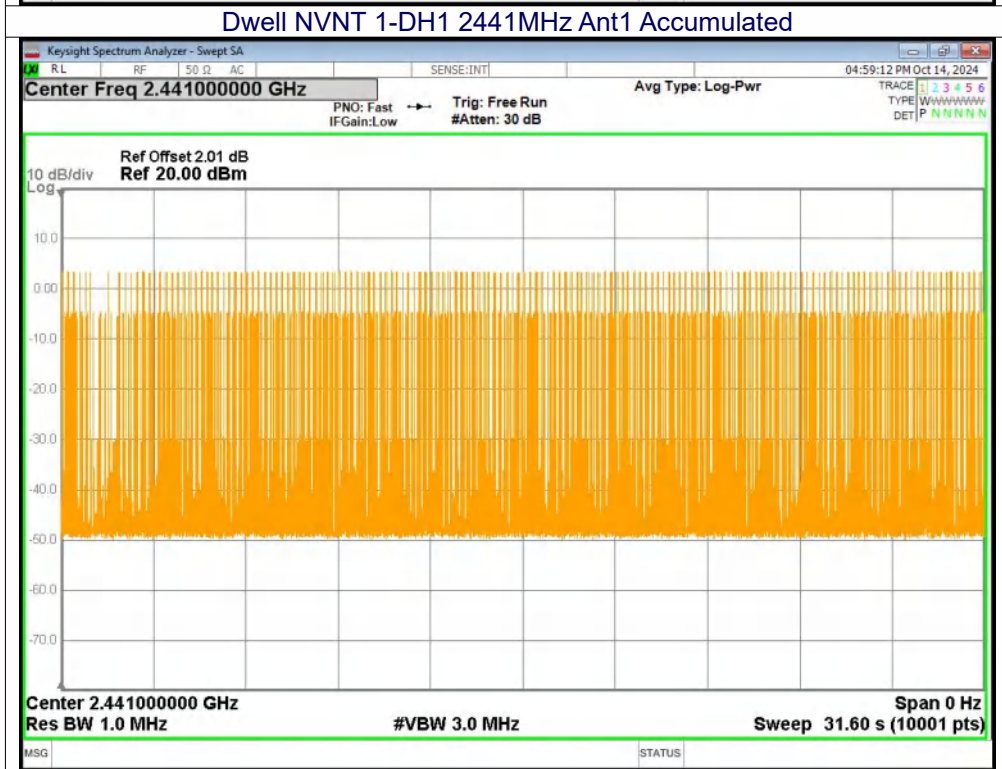 Dwell NVNT 1-DH1 2441MHz Ant1 Accumulated
Keysight Spectrum Analyzer - Swept SA
LXI RL RF 50 Ω AC SENSE:INT 04:59:12 PM Oct 14, 2024
Center Freq 2.441000000 GHz Avg Type: Log-Pwr TRACE 1 2 3 4 5 6
PNO: Fast Trig: Free Run TYPE WWWWWW
IFGain:Low #Atten: 30 dB DET P N N N N N
Ref Offset 2.01 dB
10 dB/div Ref 20.00 dBm
Log
10.0
0.00
-10.0
-20.0
-30.0
-40.0
-50.0
-60.0
-70.0
Center 2.441000000 GHz Span 0 Hz
Res BW 1.0 MHz #VBW 3.0 MHz Sweep 31.60 s (10001 pts)
MSG STATUS